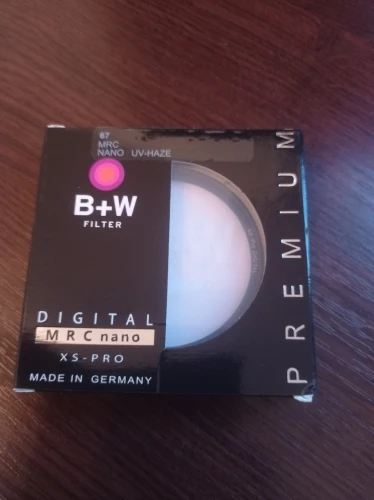 67
MRC
NANO UV-HAZE
B+W
FILTER
DIGITAL
MRC nano
XS-PRO
MADE IN GERMANY
PREMIUM